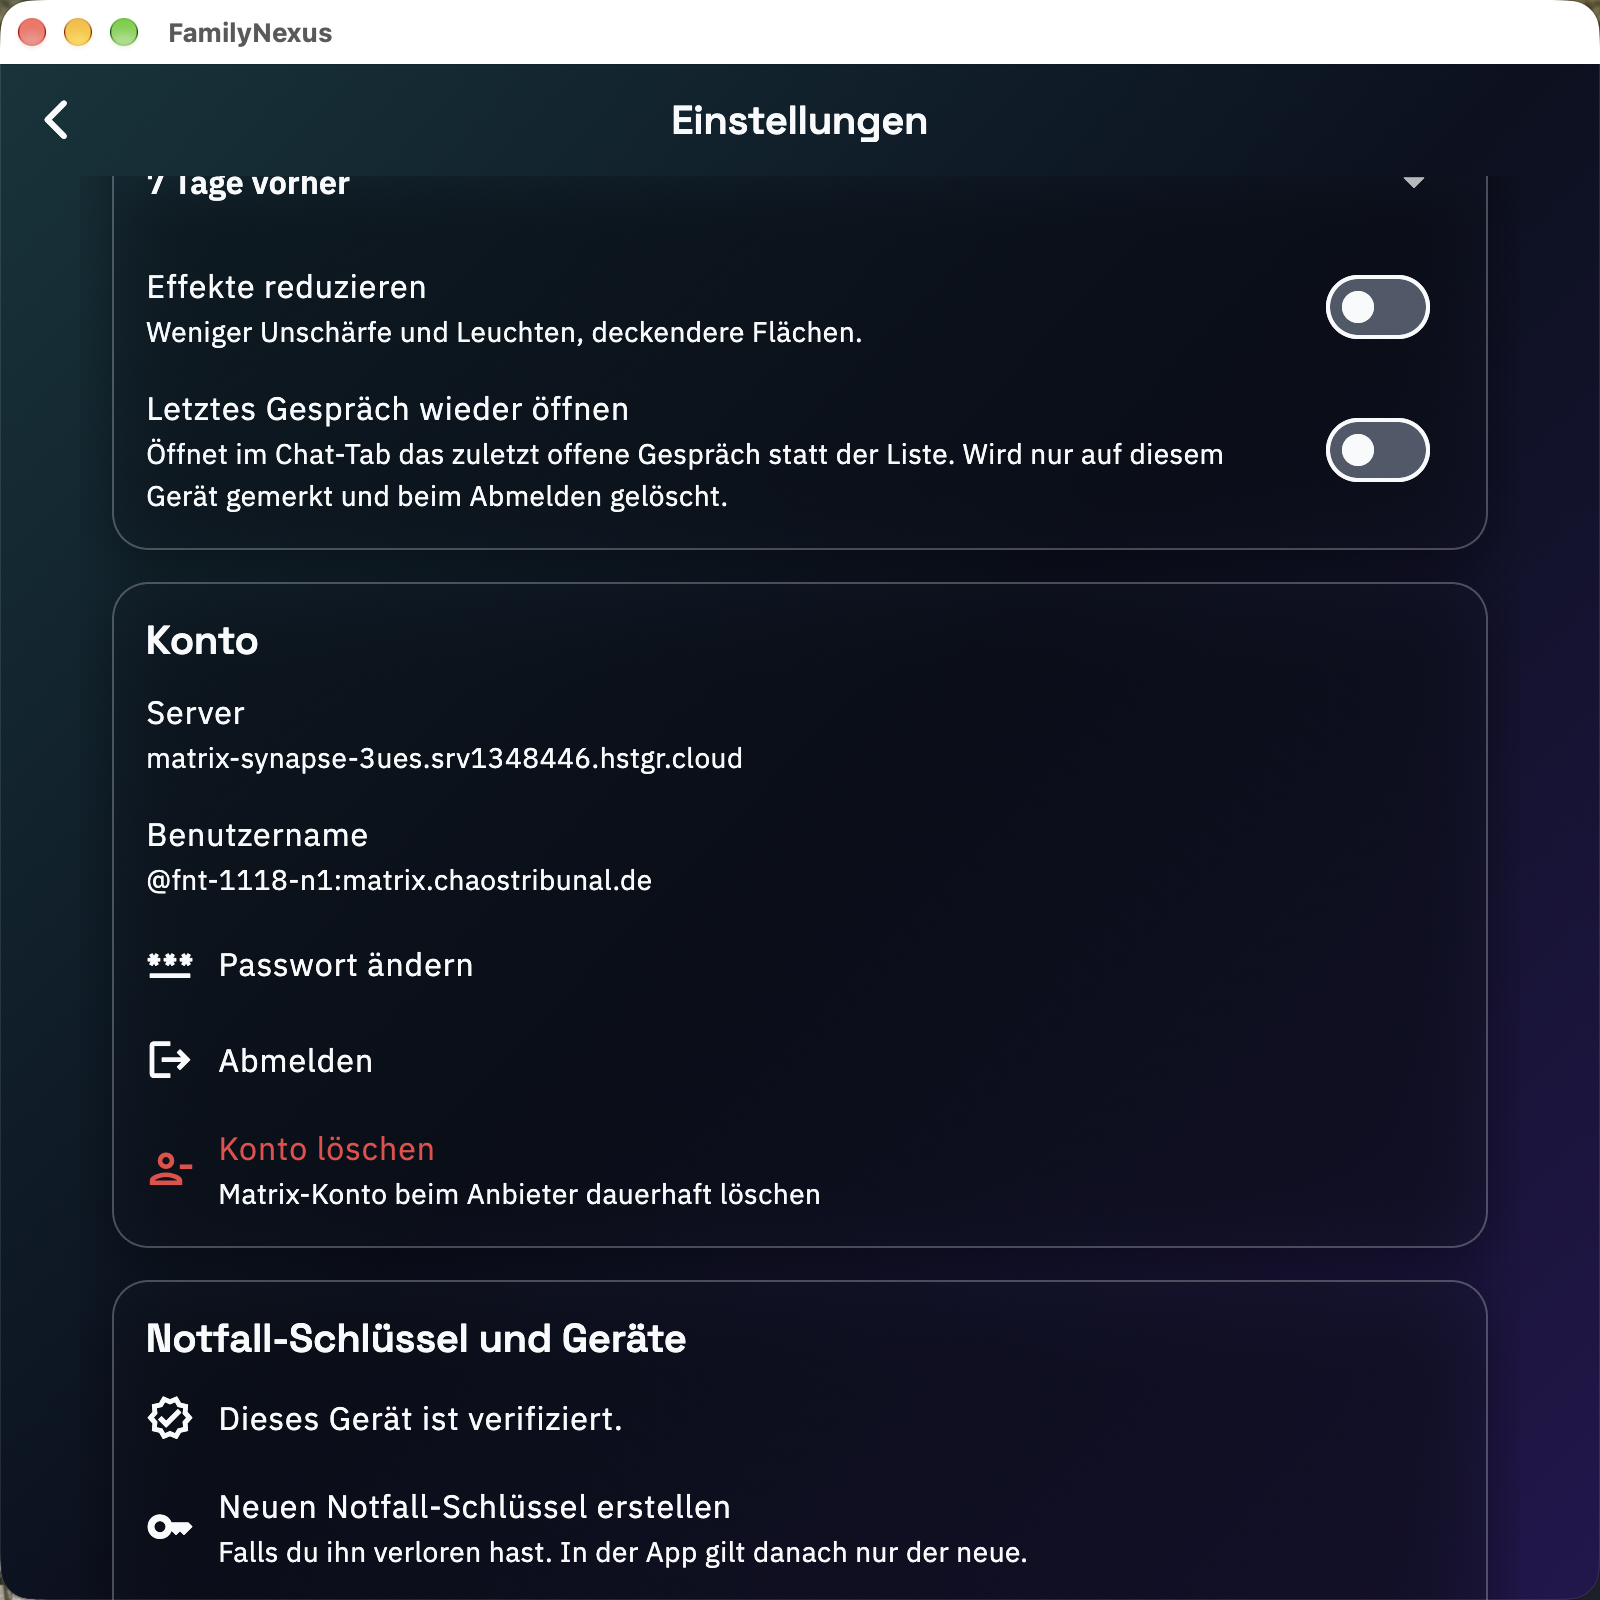 FamilyNexus
Einstellungen
7 Tage vorher
Effekte reduzieren
Weniger Unschärfe und Leuchten, deckendere Flächen.
Letztes Gespräch wieder öffnen
Öffnet im Chat-Tab das zuletzt offene Gespräch statt der Liste. Wird nur auf diesem
Gerät gemerkt und beim Abmelden gelöscht.
Konto
Server
matrix-synapse-3ues.srv1348446.hstgr.cloud
Benutzername
@fnt-1118-n1:matrix.chaostribunal.de
Passwort ändern
Abmelden
Konto löschen
Matrix-Konto beim Anbieter dauerhaft löschen
Notfall-Schlüssel und Geräte
Dieses Gerät ist verifiziert.
Neuen Notfall-Schlüssel erstellen
Falls du ihn verloren hast. In der App gilt danach nur der neue.